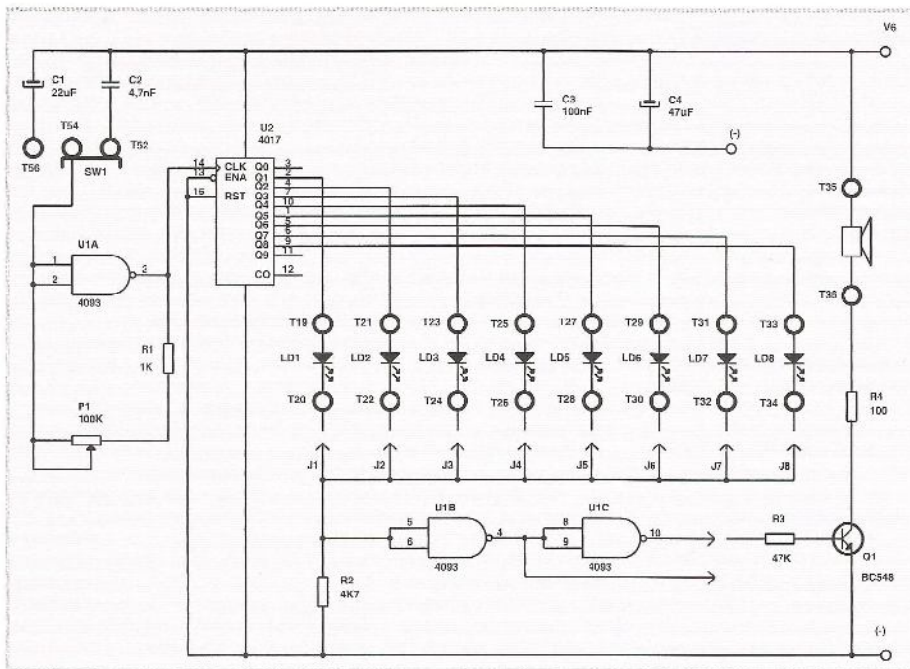 V6
C1
22uF
C2
4,7nF
C3
100nF
C4
47uF
(-)
T56
T54
T52
SW1
U2
4017
14 CLK
13 ENA
15 RST
Q0 3
Q1 2
Q2 4
Q3 7
Q4 10
Q5 1
Q6 5
Q7 6
Q8 9
Q9 11
CO 12
T35
T36
U1A
1
2
3
4093
R1
1K
P1
100K
T19 T21 T23 T25 T27 T29 T31 T33
LD1 LD2 LD3 LD4 LD5 LD6 LD7 LD8
T20 T22 T24 T26 T28 T30 T32 T34
R4
100
J1 J2 J3 J4 J5 J6 J7 J8
U1B
5
6
4
4093
U1C
8
9
10
4093
R3
47K
Q1
BC548
R2
4K7
(-)